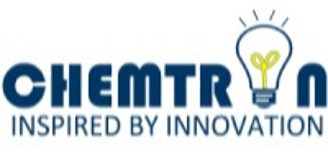 CHEMTRON
INSPIRED BY INNOVATION